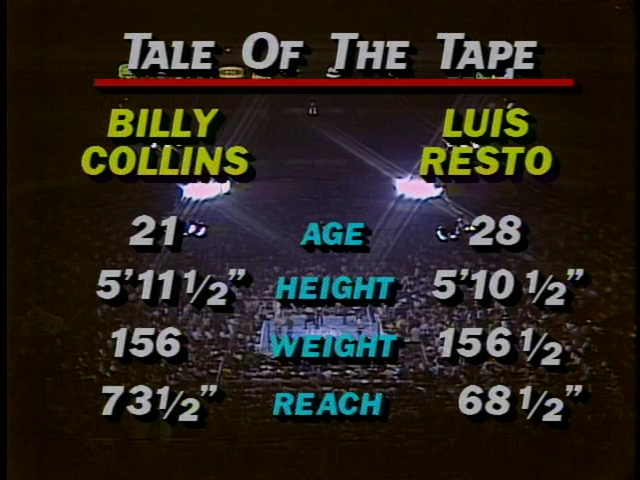 TALE OF THE TAPE
BILLY COLLINS
LUIS RESTO
21 AGE 28
5'11 1/2" HEIGHT 5'10 1/2"
156 WEIGHT 156 1/2
73 1/2" REACH 68 1/2"